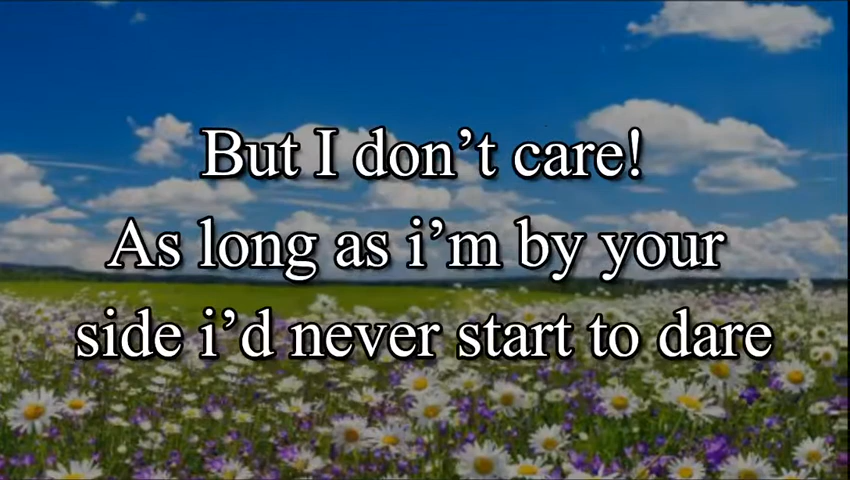 But I don’t care!
As long as i’m by your
side i’d never start to dare